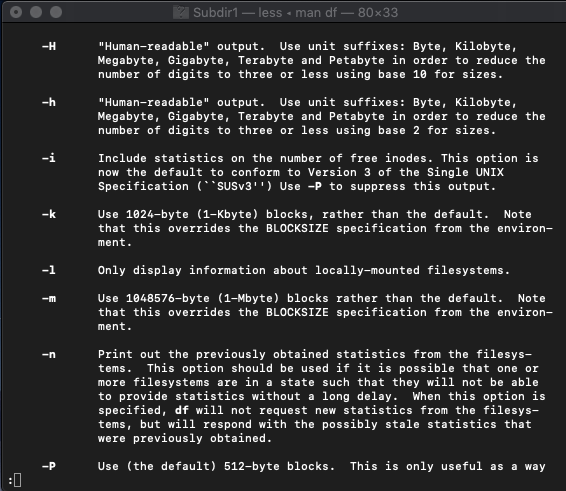 Subdir1 — less ◂ man df — 80×33
-H "Human-readable" output.  Use unit suffixes: Byte, Kilobyte,
Megabyte, Gigabyte, Terabyte and Petabyte in order to reduce the
number of digits to three or less using base 10 for sizes.
-h "Human-readable" output.  Use unit suffixes: Byte, Kilobyte,
Megabyte, Gigabyte, Terabyte and Petabyte in order to reduce the
number of digits to three or less using base 2 for sizes.
-i Include statistics on the number of free inodes. This option is
now the default to conform to Version 3 of the Single UNIX
Specification (``SUSv3'') Use -P to suppress this output.
-k Use 1024-byte (1-Kbyte) blocks, rather than the default.  Note
that this overrides the BLOCKSIZE specification from the environ-
ment.
-l Only display information about locally-mounted filesystems.
-m Use 1048576-byte (1-Mbyte) blocks rather than the default.  Note
that this overrides the BLOCKSIZE specification from the environ-
ment.
-n Print out the previously obtained statistics from the filesys-
tems.  This option should be used if it is possible that one or
more filesystems are in a state such that they will not be able
to provide statistics without a long delay.  When this option is
specified, df will not request new statistics from the filesys-
tems, but will respond with the possibly stale statistics that
were previously obtained.
-P Use (the default) 512-byte blocks.  This is only useful as a way
: